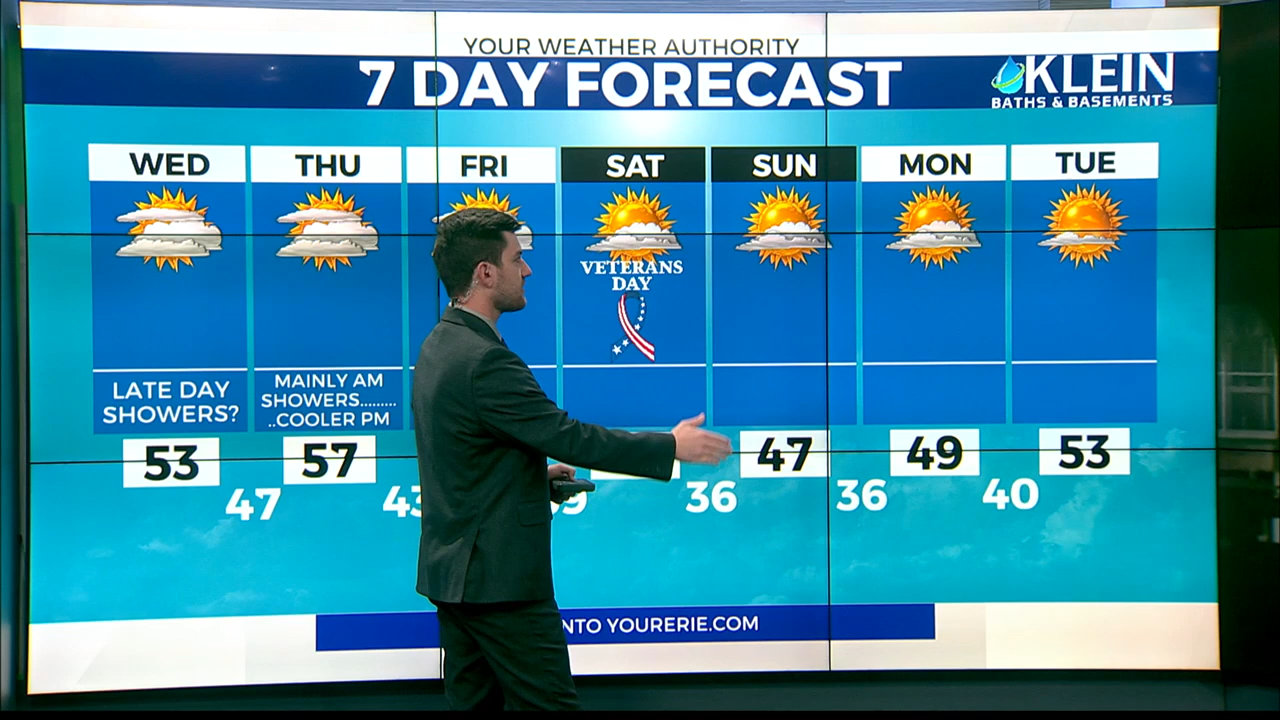 YOUR WEATHER AUTHORITY
7 DAY FORECAST
KLEIN
BATHS & BASEMENTS
WED
THU
FRI
SAT
SUN
MON
TUE
VETERANS
DAY
LATE DAY
SHOWERS?
MAINLY AM
SHOWERS.........
..COOLER PM
53
57
47
49
53
47
36
36
40
YOURERIE.COM